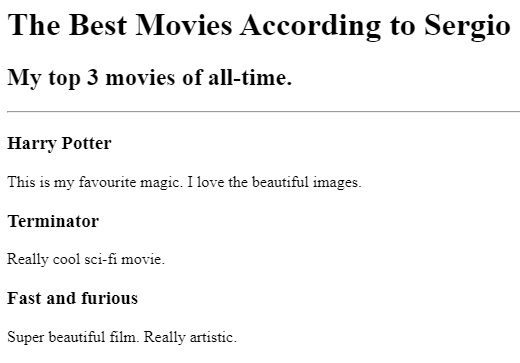 The Best Movies According to Sergio
My top 3 movies of all-time.
Harry Potter
This is my favourite magic. I love the beautiful images.
Terminator
Really cool sci-fi movie.
Fast and furious
Super beautiful film. Really artistic.